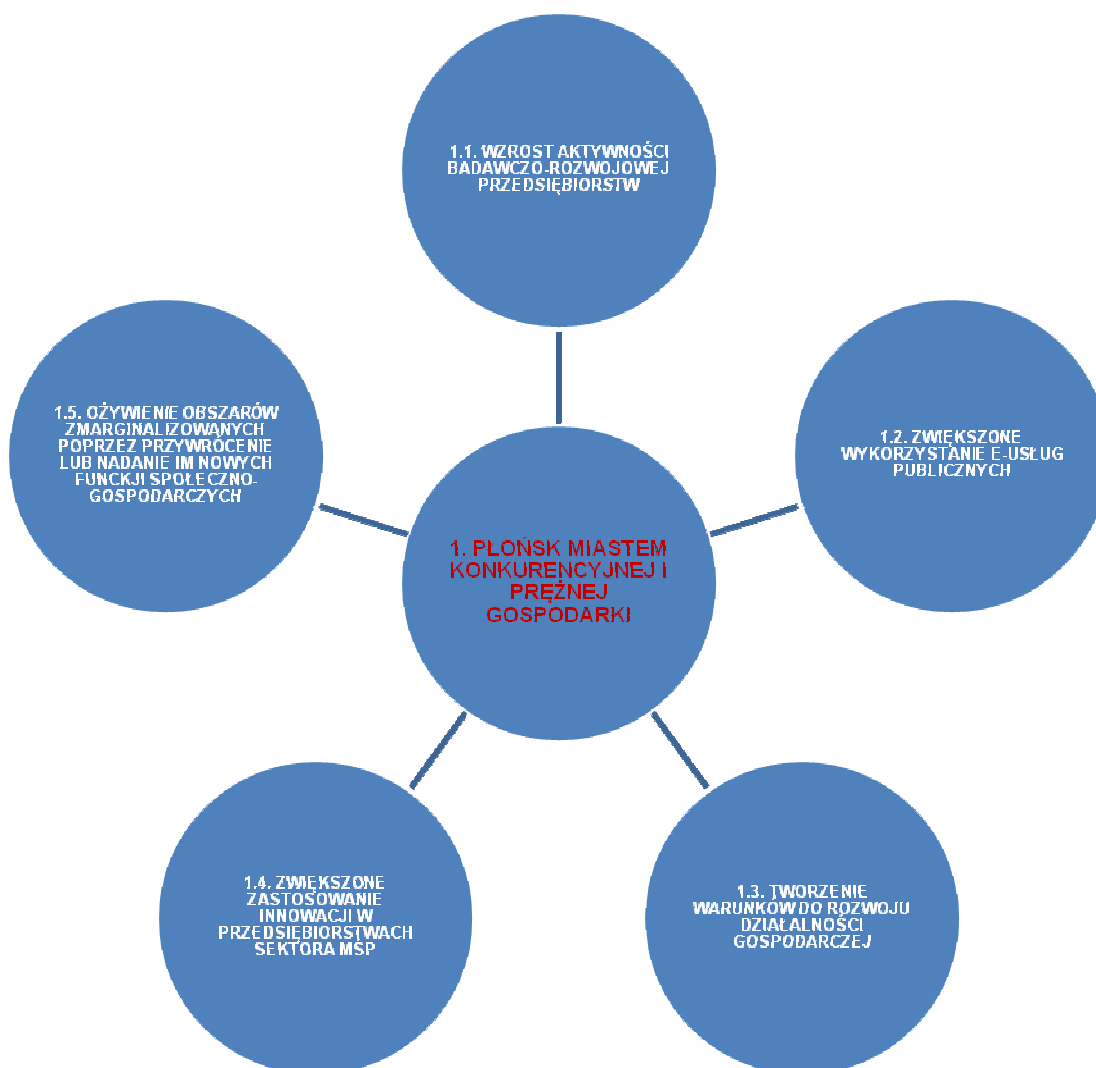 1.1. WZROST AKTYWNOŚCI
BADAWCZO-ROZWOJOWEJ
PRZEDSIĘBIORSTW
1.5. OŻYWIENIE OBSZARÓW
ZMARGINALIZOWANYCH
POPRZEZ PRZYWRÓCENIE
LUB NADANIE IM NOWYCH
FUNCKJI SPOŁECZNO-
GOSPODARCZYCH
1.2. ZWIĘKSZONE
WYKORZYSTANIE E-USŁUG
PUBLICZNYCH
1. PŁOŃSK MIASTEM
KONKURENCYJNEJ I
PRĘŻNEJ
GOSPODARKI
1.4. ZWIĘKSZONE
ZASTOSOWANIE
INNOWACJI W
PRZEDSIĘBIORSTWACH
SEKTORA MŚP
1.3. TWORZENIE
WARUNKÓW DO ROZWOJU
DZIAŁALNOŚCI
GOSPODARCZEJ